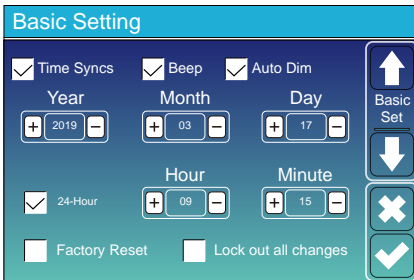 Basic Setting
Time Syncs Beep Auto Dim
Year Month Day
+ 2019 − + 03 − + 17 −
Basic
Set
Hour Minute
24-Hour + 09 − + 15 −
Factory Reset Lock out all changes